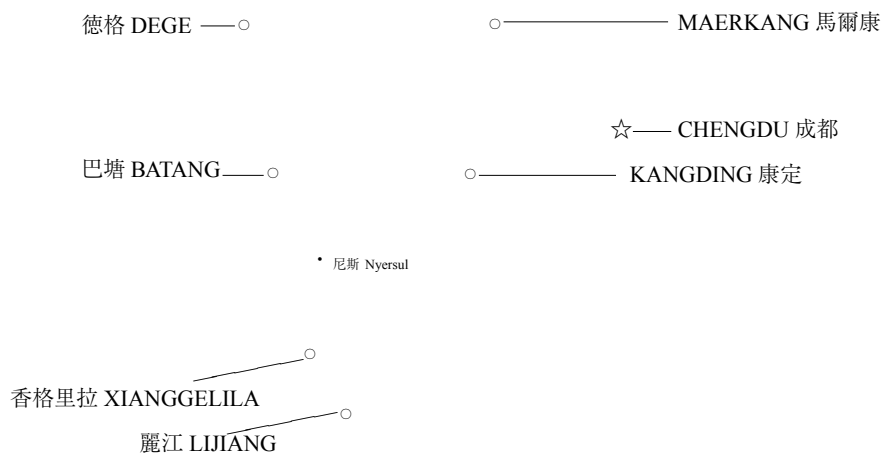 徳格 DEGE
MAERKANG 馬爾康
CHENGDU 成都
巴塘 BATANG
KANGDING 康定
尼斯 Nyersul
香格里拉 XIANGGELILA
麗江 LIJIANG